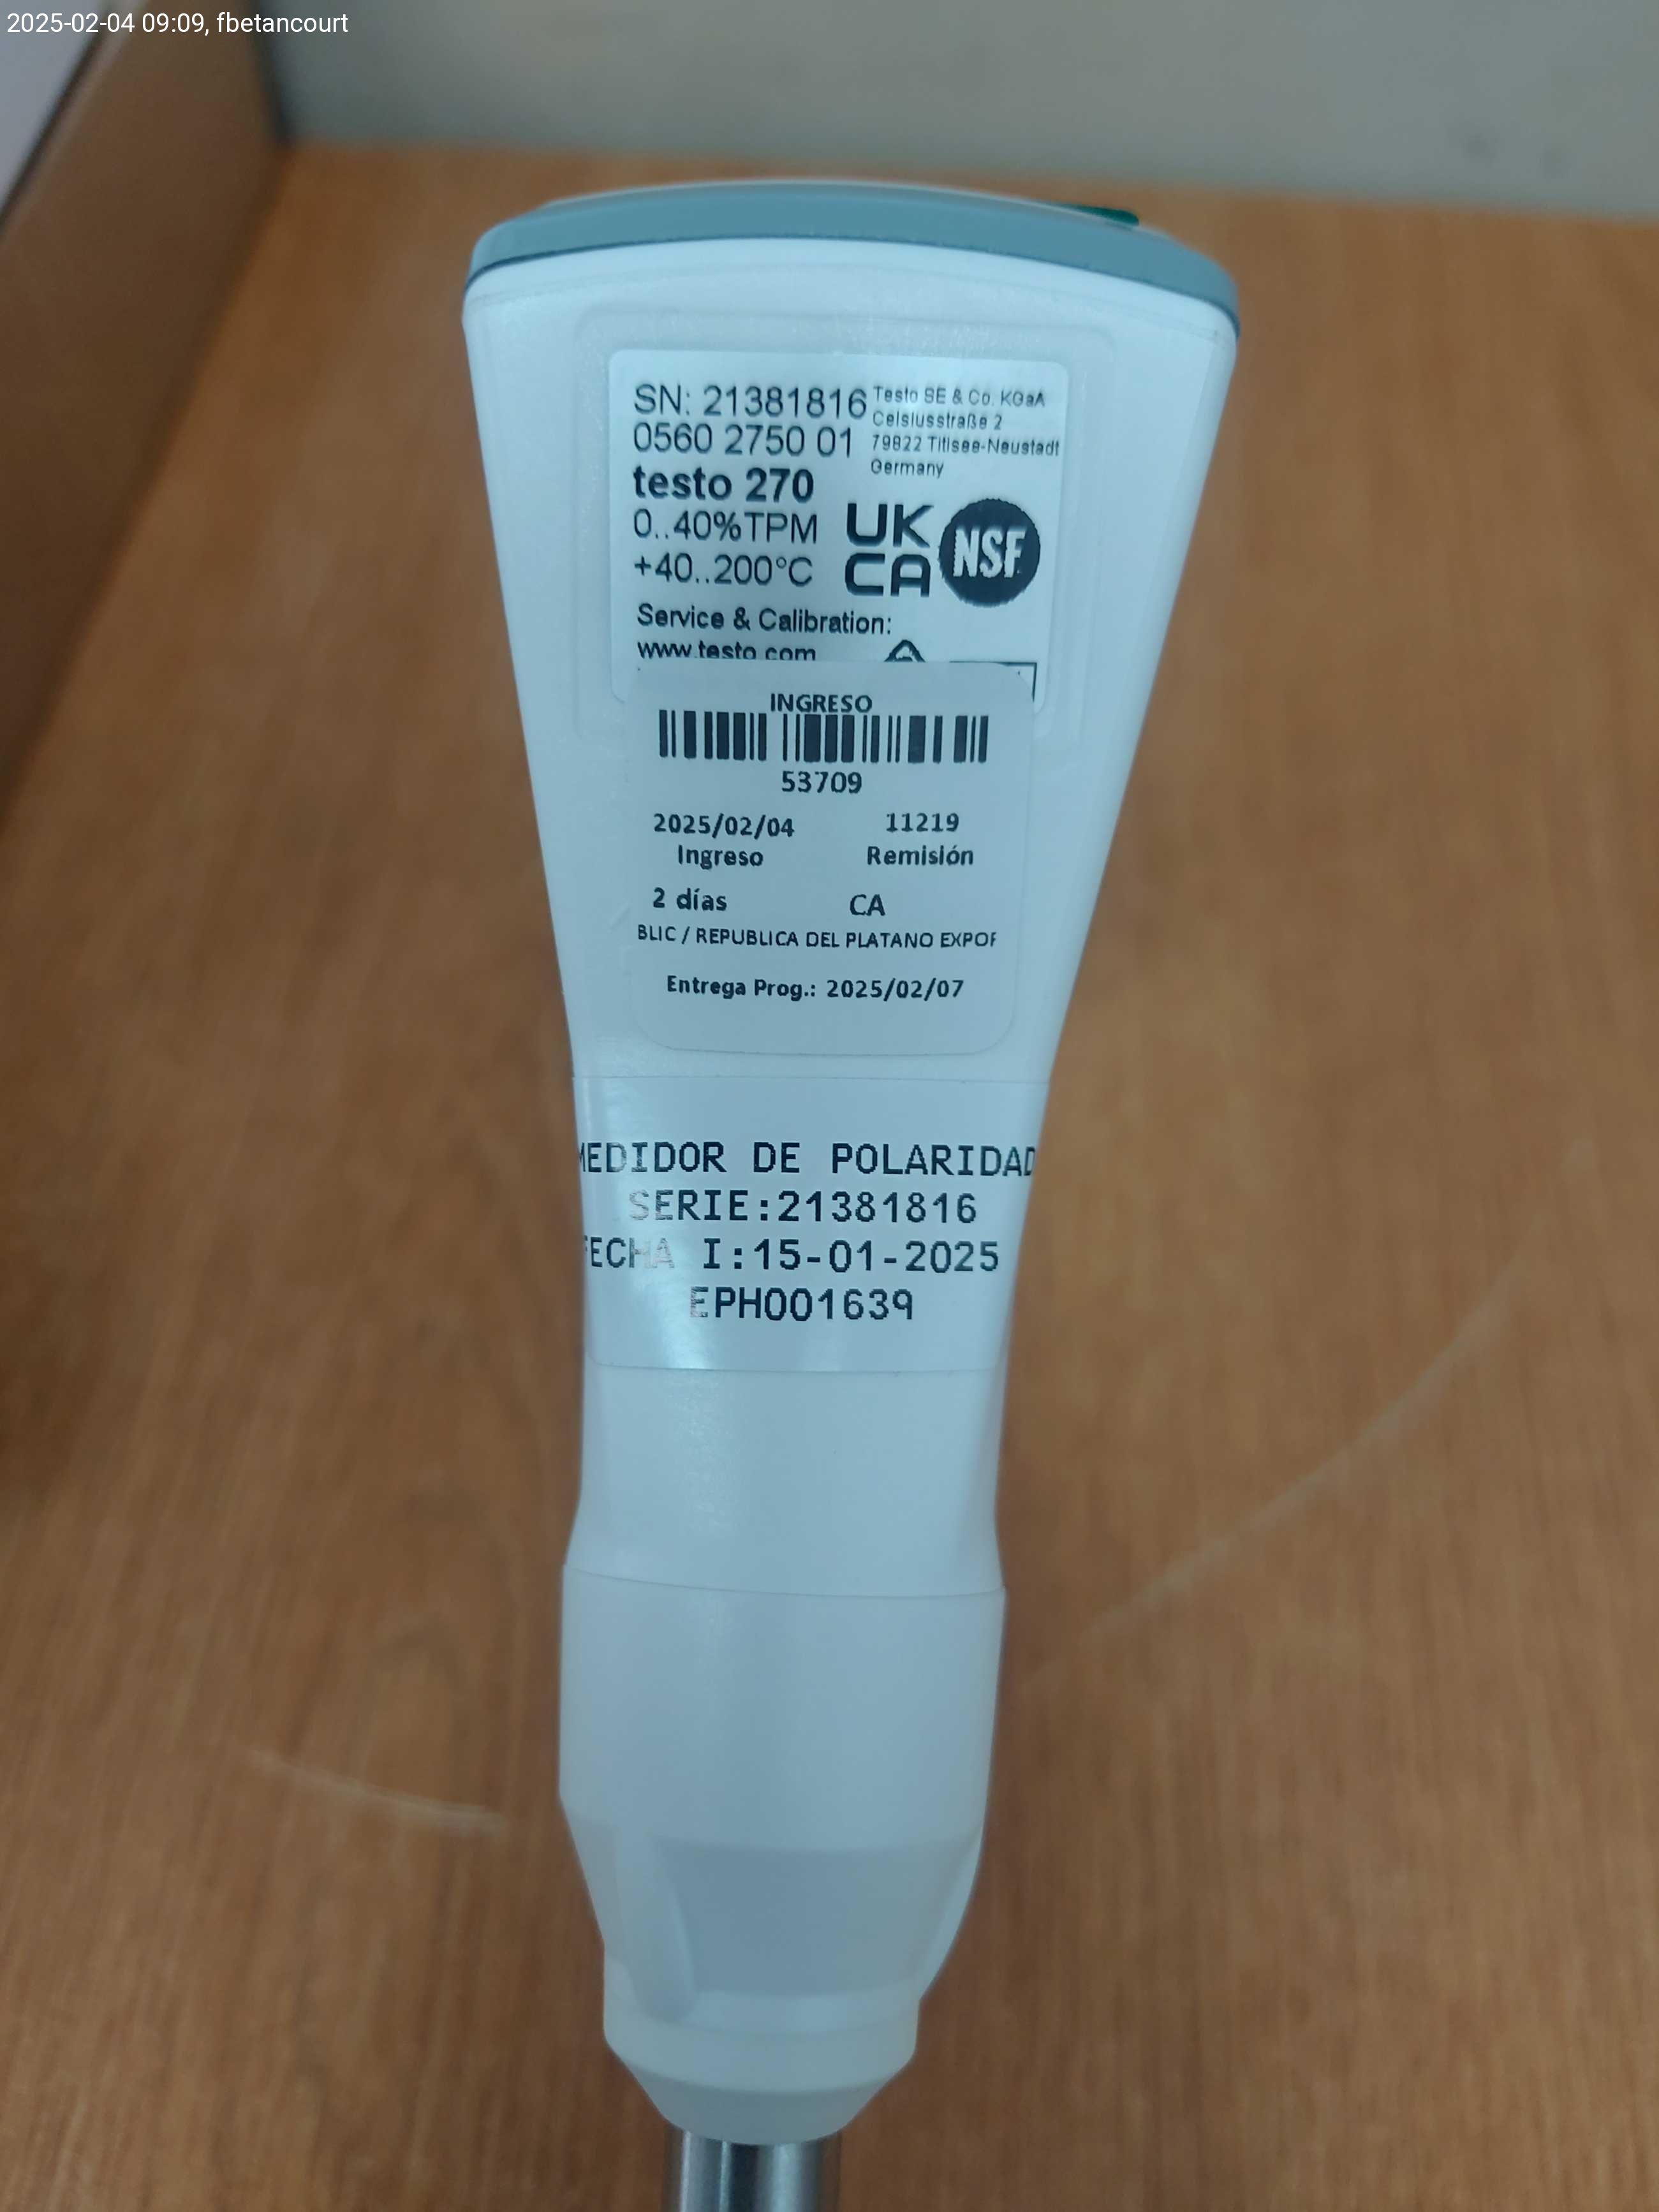 2025-02-04 09:09, fbetancourt
SN: 21381816
0560 2750 01
testo 270
0..40%TPM
+40..200°C
Testo SE & Co. KGaA
Celsiusstraße 2
79822 Titisee-Neustadt
Germany
UK
CA
NSF
Service & Calibration:
www.testo.com
INGRESO
53709
2025/02/04 11219
Ingreso Remisión
2 días CA
BLIC / REPUBLICA DEL PLATANO EXPOR
Entrega Prog.: 2025/02/07
MEDIDOR DE POLARIDAD
SERIE:21381816
FECHA I:15-01-2025
EPH001639